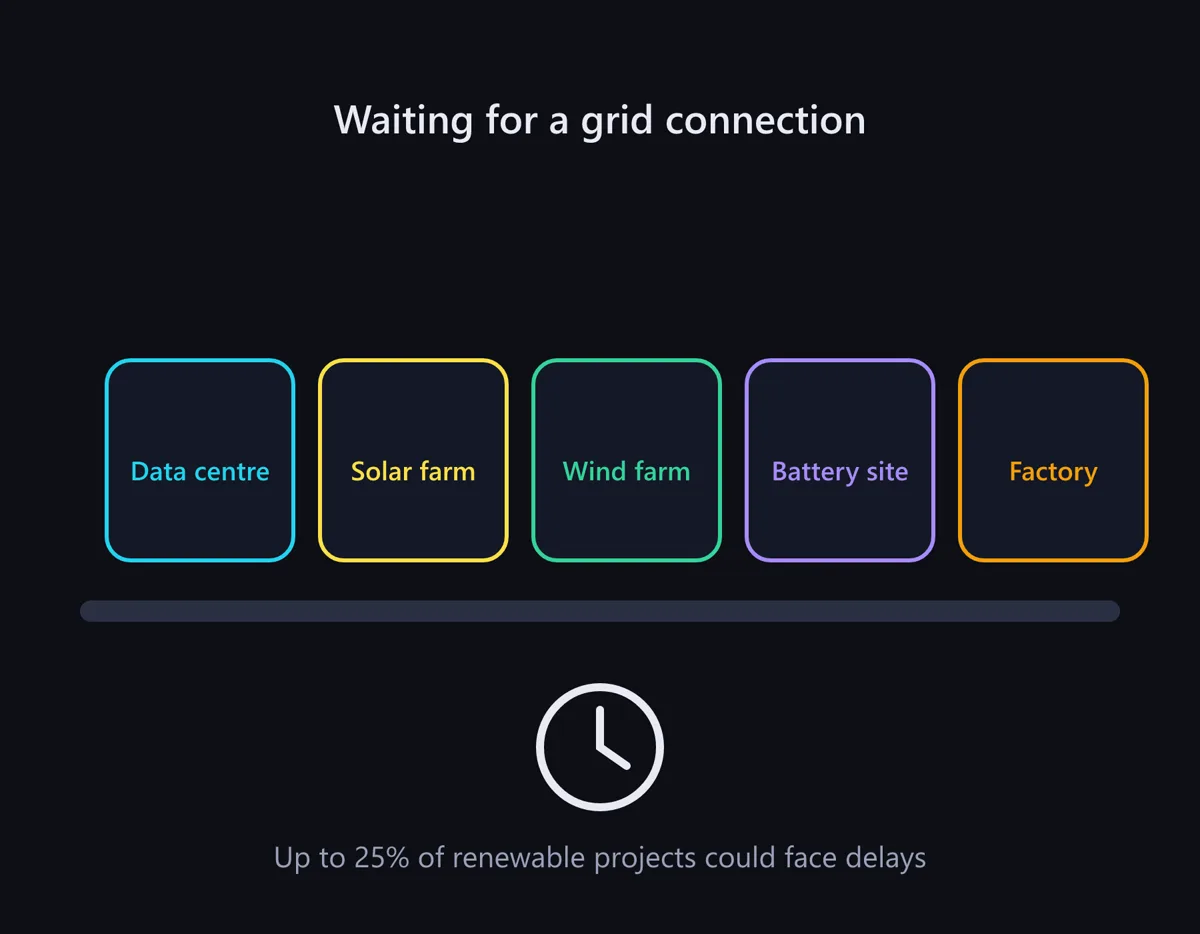 Waiting for a grid connection
Data centre
Solar farm
Wind farm
Battery site
Factory
Up to 25% of renewable projects could face delays